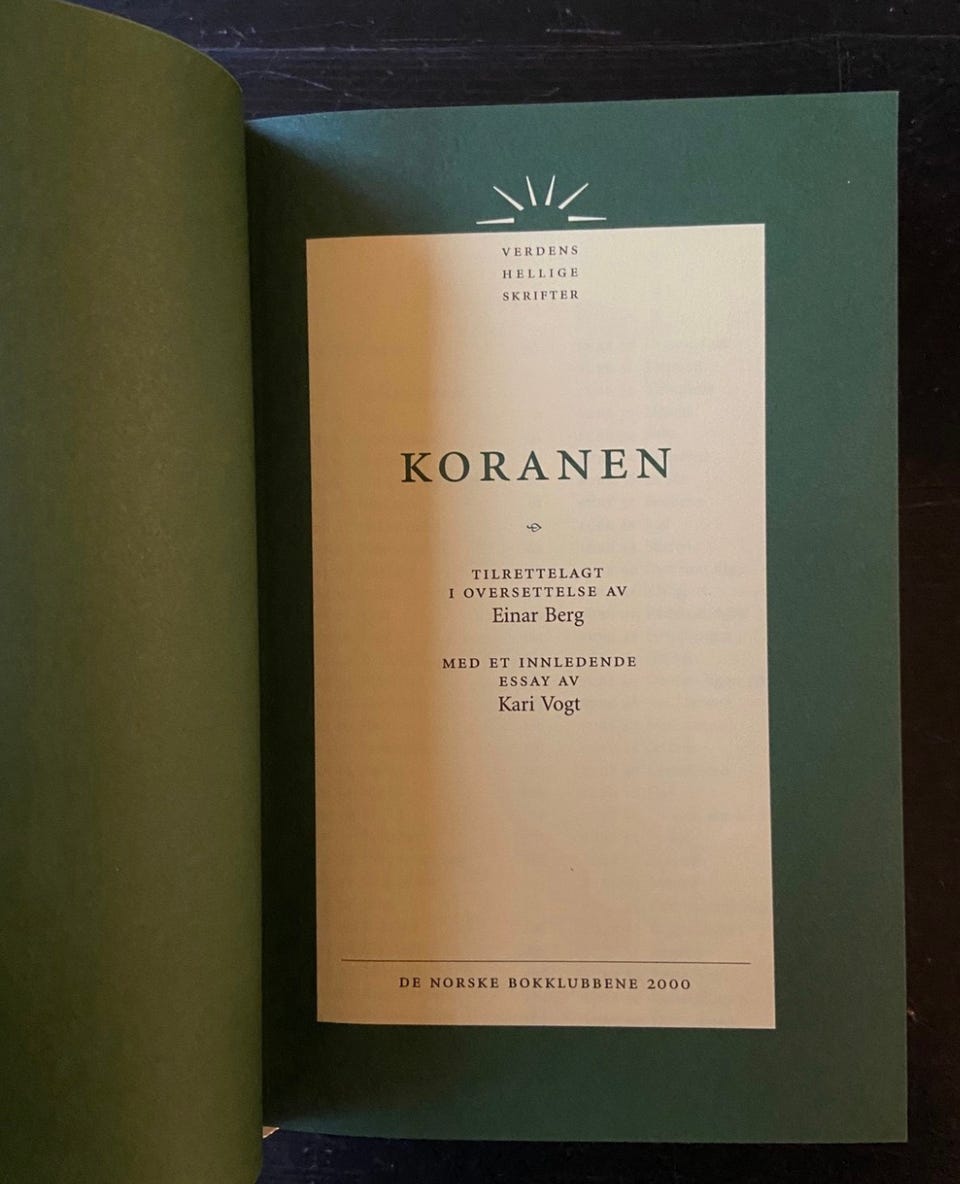 VERDENS
HELLIGE
SKRIFTER
KORANEN
TILRETTELAGT
I OVERSETTELSE AV
Einar Berg
MED ET INNLEDENDE
ESSAY AV
Kari Vogt
DE NORSKE BOKKLUBBENE 2000